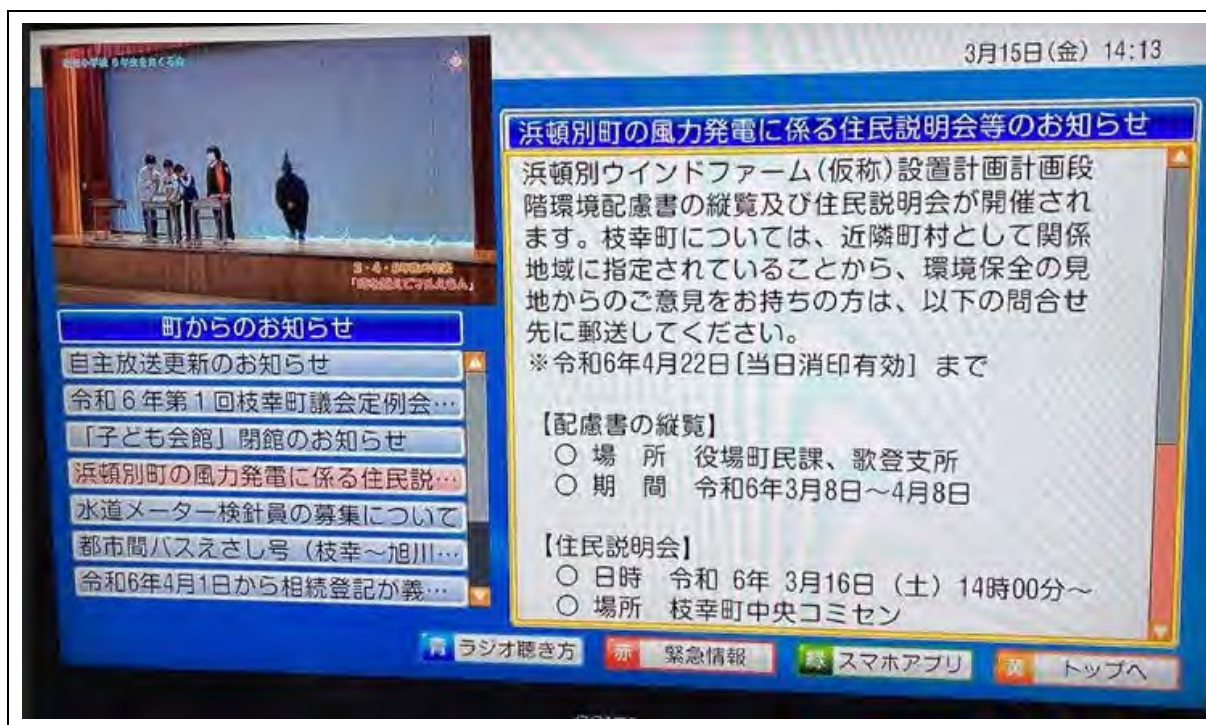 3月15日(金) 14:13
小学校 6年生を送る会
3・4・5年生の発表
町からのお知らせ
自主放送更新のお知らせ
令和6年第1回枝幸町議会定例会…
「子ども会館」閉館のお知らせ
浜頓別町の風力発電に係る住民説…
水道メーター検針員の募集について
都市間バスえさし号（枝幸～旭川…
令和6年4月1日から相続登記が義…
浜頓別町の風力発電に係る住民説明会等のお知らせ
浜頓別ウインドファーム(仮称)設置計画計画段
階環境配慮書の縦覧及び住民説明会が開催され
ます。枝幸町については、近隣町村として関係
地域に指定されていることから、環境保全の見
地からのご意見をお持ちの方は、以下の問合せ
先に郵送してください。
※令和6年4月22日[当日消印有効] まで
【配慮書の縦覧】
○ 場　所　役場町民課、歌登支所
○ 期　間　令和6年3月8日～4月8日
【住民説明会】
○ 日時　令和 6年 3月16日（土）14時00分～
○ 場所　枝幸町中央コミセン
青 ラジオ聴き方 赤 緊急情報 緑 スマホアプリ 黄 トップへ